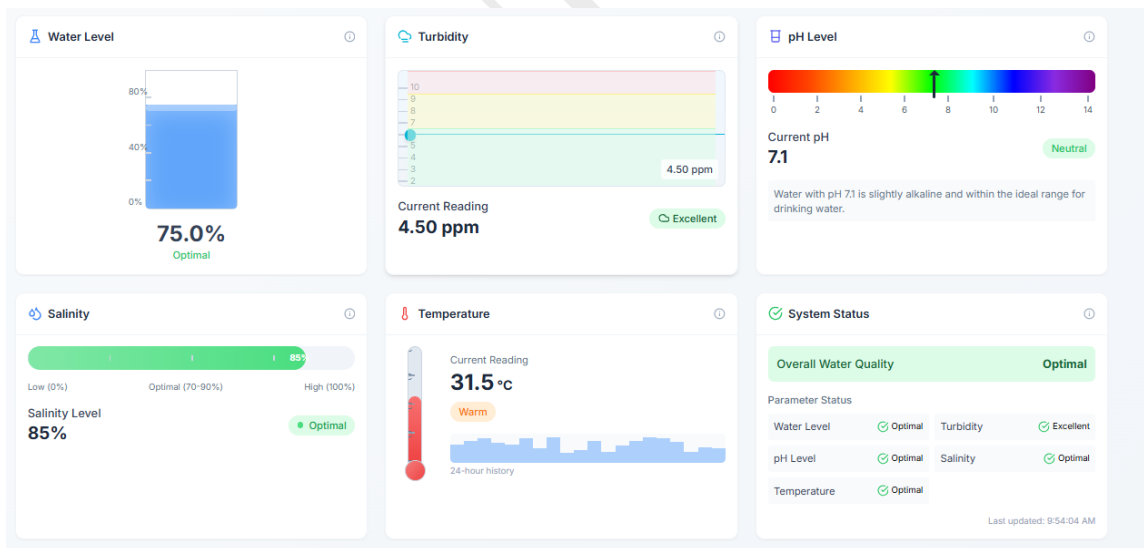 Water Level
80%
40%
0%
75.0%
Optimal
Turbidity
10
9
8
7
5
4
3
2
4.50 ppm
Current Reading
4.50 ppm
Excellent
pH Level
0 2 4 6 8 10 12 14
Current pH
7.1
Neutral
Water with pH 7.1 is slightly alkaline and within the ideal range for
drinking water.
Salinity
85%
Low (0%) Optimal (70-90%) High (100%)
Salinity Level
85%
Optimal
Temperature
Current Reading
31.5 °C
Warm
24-hour history
System Status
Overall Water Quality Optimal
Parameter Status
Water Level Optimal Turbidity Excellent
pH Level Optimal Salinity Optimal
Temperature Optimal
Last updated: 9:54:04 AM